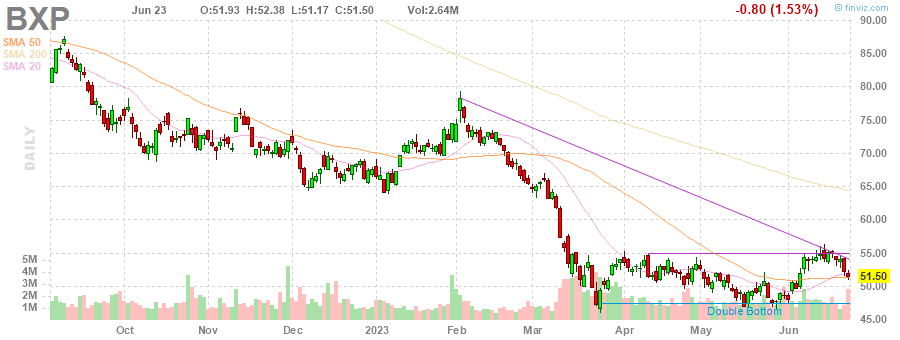 BXP Jun 23 O:51.93 H:52.38 L:51.17 C:51.50 Vol:2.64M -0.80 (1.53%) © finviz.com
SMA 50
SMA 200
SMA 20
DAILY
90.00
85.00
80.00
75.00
70.00
65.00
60.00
55.00
51.50
50.00
45.00
5M
4M
3M
2M
1M
Double Bottom
Oct Nov Dec 2023 Feb Mar Apr May Jun